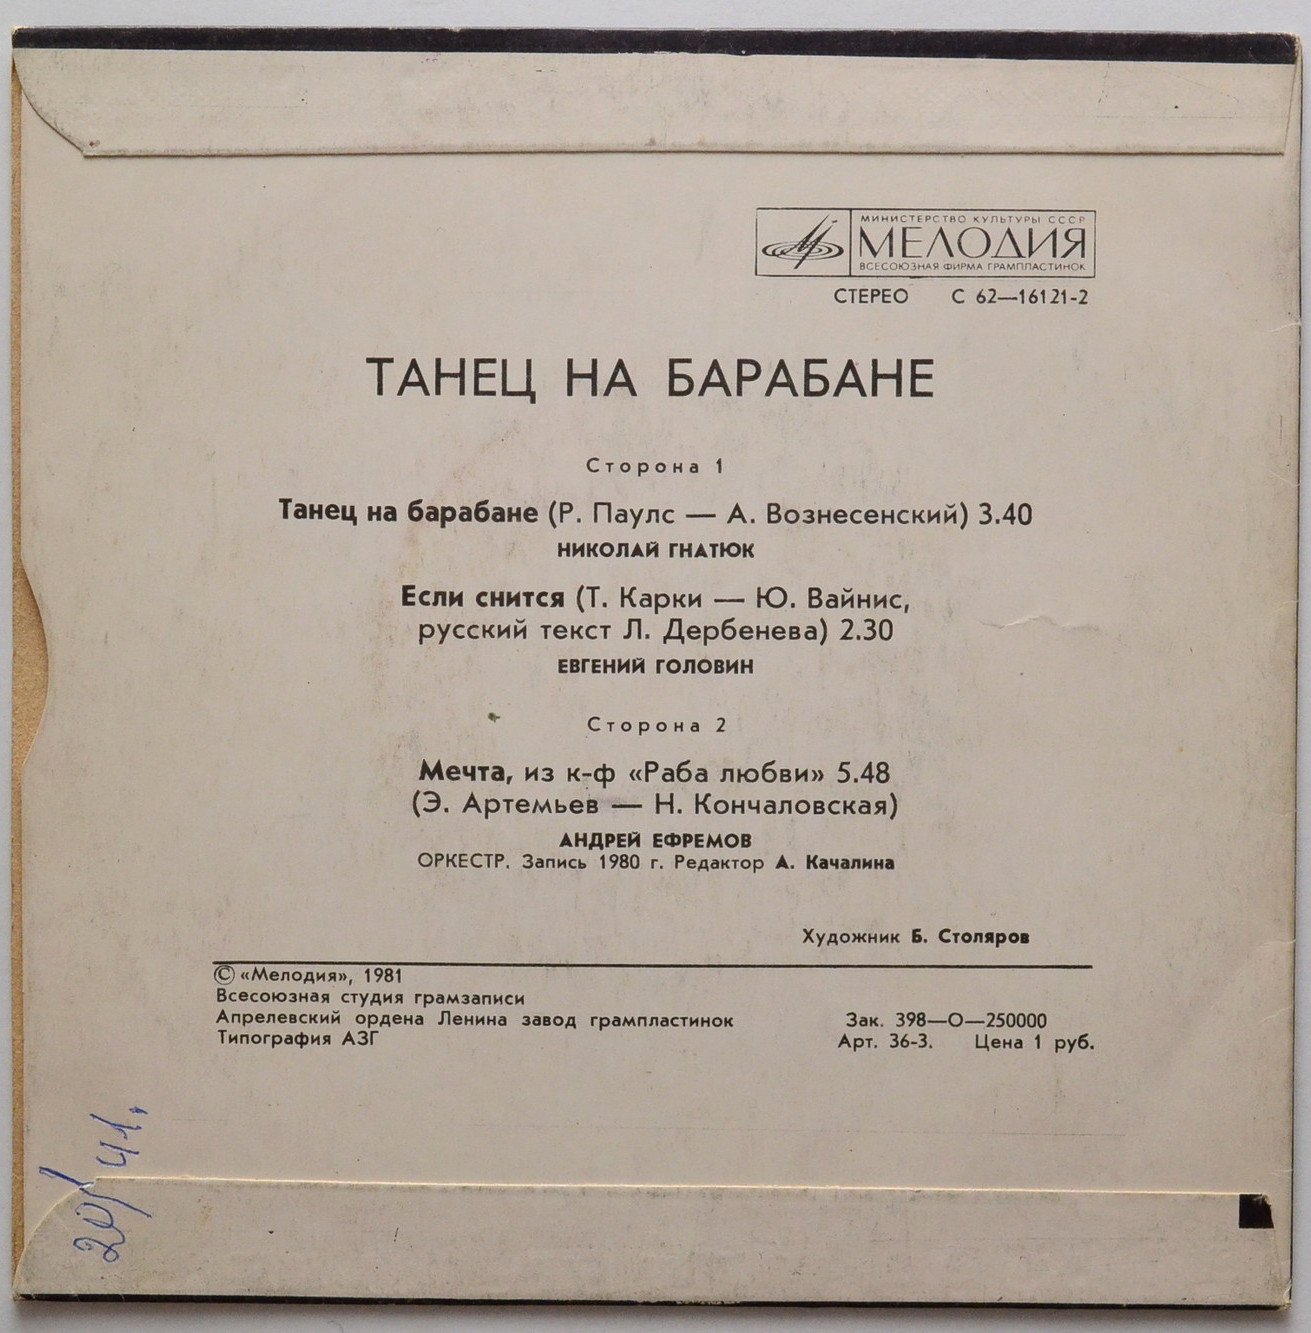 МИНИСТЕРСТВО КУЛЬТУРЫ СССР
МЕЛОДИЯ
ВСЕСОЮЗНАЯ ФИРМА ГРАМПЛАСТИНОК
СТЕРЕО С 62—16121-2
ТАНЕЦ НА БАРАБАНЕ
Сторона 1
Танец на барабане (Р. Паулс — А. Вознесенский) 3.40
НИКОЛАЙ ГНАТЮК
Если снится (Т. Карки — Ю. Вайнис,
русский текст Л. Дербенева) 2.30
ЕВГЕНИЙ ГОЛОВИН
Сторона 2
Мечта, из к-ф «Раба любви» 5.48
(Э. Артемьев — Н. Кончаловская)
АНДРЕЙ ЕФРЕМОВ
ОРКЕСТР. Запись 1980 г. Редактор А. Качалина
Художник Б. Столяров
© «Мелодия», 1981
Всесоюзная студия грамзаписи
Апрелевский ордена Ленина завод грампластинок Зак. 398—О—250000
Типография АЗГ Арт. 36-3. Цена 1 руб.